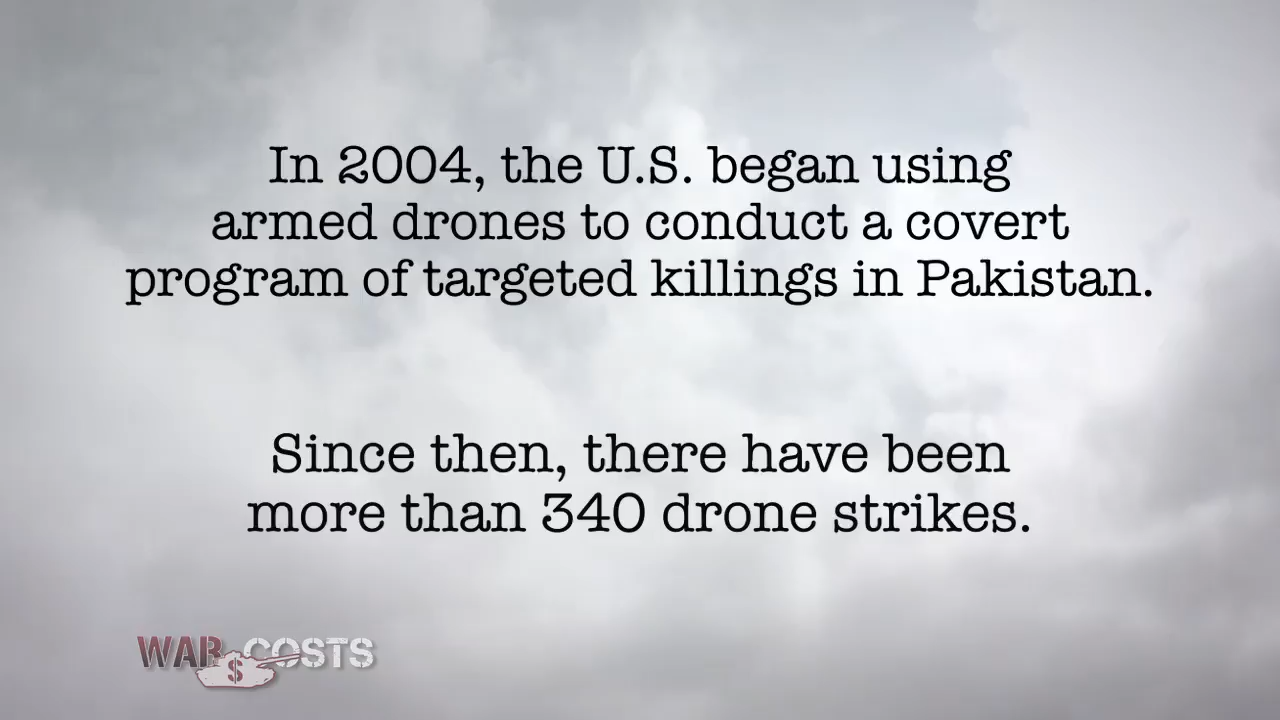 In 2004, the U.S. began using
armed drones to conduct a covert
program of targeted killings in Pakistan.
Since then, there have been
more than 340 drone strikes.
WAR COSTS
$